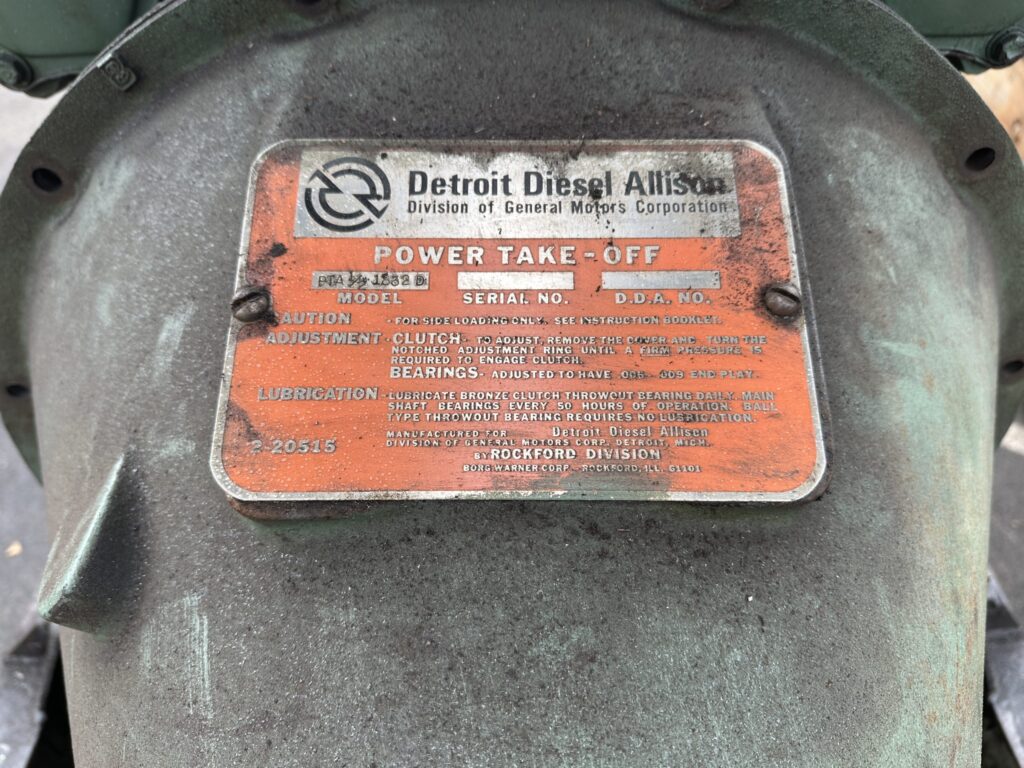 Detroit Diesel Allison
Division of General Motors Corporation
POWER TAKE-OFF
MODEL SERIAL NO. D.D.A. NO.
CAUTION - FOR SIDE LOADING ONLY. SEE INSTRUCTION BOOKLET.
ADJUSTMENT - CLUTCH - TO ADJUST, REMOVE THE COVER AND TURN THE
NOTCHED ADJUSTMENT RING UNTIL A FIRM PRESSURE IS
REQUIRED TO ENGAGE CLUTCH.
BEARINGS - ADJUSTED TO HAVE .005 - .009 END PLAY.
LUBRICATION - LUBRICATE BRONZE CLUTCH THROWOUT BEARING DAILY. MAIN
SHAFT BEARINGS EVERY 50 HOURS OF OPERATION. BALL
TYPE THROWOUT BEARING REQUIRES NO LUBRICATION.
MANUFACTURED FOR Detroit Diesel Allison
DIVISION OF GENERAL MOTORS CORP., DETROIT, MICH.
2-20515 BY ROCKFORD DIVISION
BORG WARNER CORP. - ROCKFORD, ILL. 61101